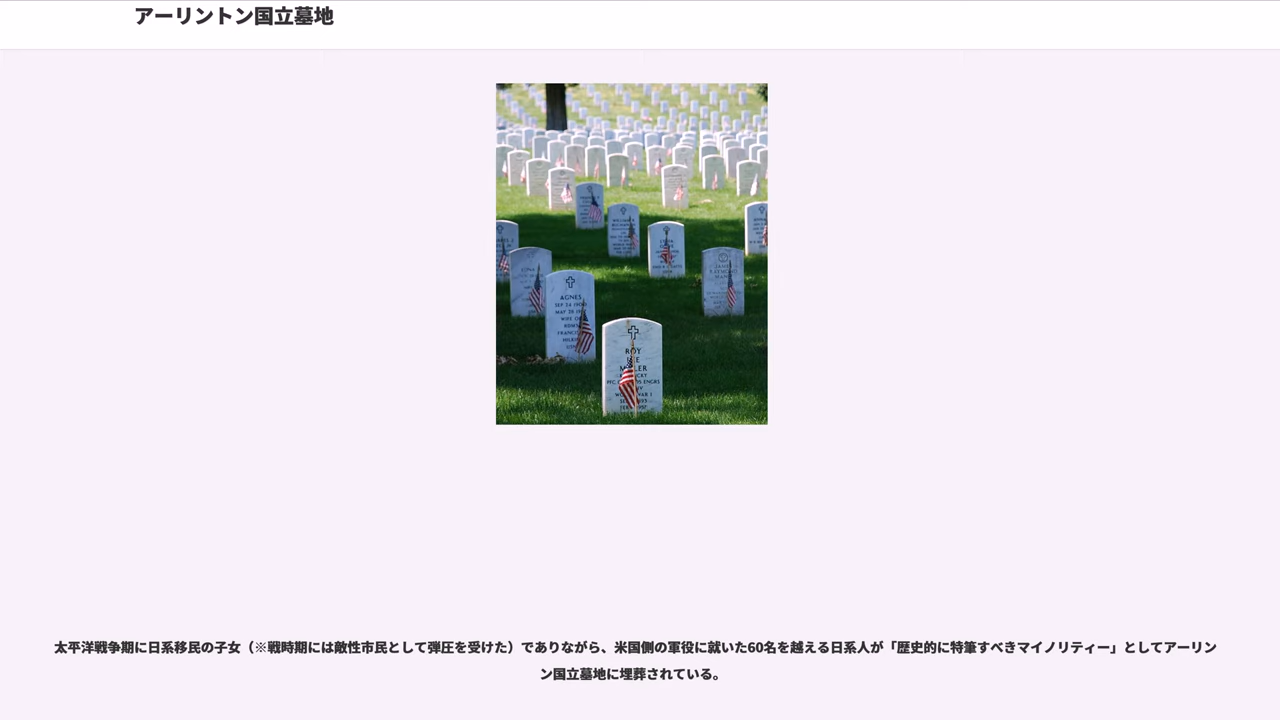 アーリントン国立墓地
AGNES
ROY
太平洋戦争期に日系移民の子女（※戦時期には敵性市民として弾圧を受けた）でありながら、米国側の軍役に就いた60名を越える日系人が「歴史的に特筆すべきマイノリティー」としてアーリン
ン国立墓地に埋葬されている。